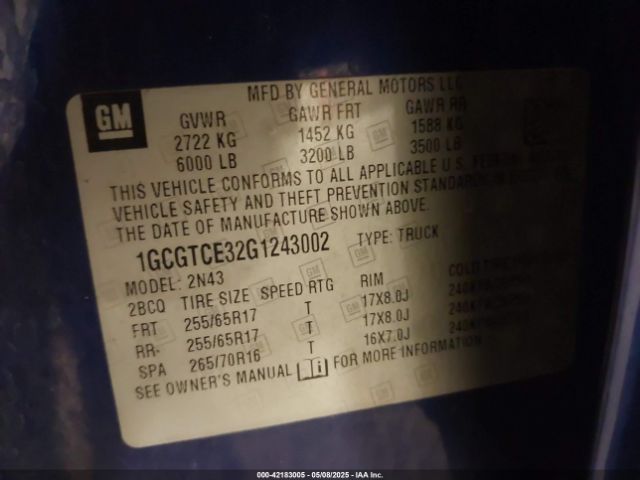 GM
MFD BY GENERAL MOTORS LLC
GVWR GAWR FRT GAWR RR
2722 KG 1452 KG 1588 KG
6000 LB 3200 LB 3500 LB
THIS VEHICLE CONFORMS TO ALL APPLICABLE U.S. FEDERAL
VEHICLE SAFETY AND THEFT PREVENTION STANDARDS
THE DATE OF MANUFACTURE SHOWN ABOVE.
1GCGTCE32G1243002 TYPE: TRUCK
MODEL: 2N43
2BCQ TIRE SIZE SPEED RTG RIM COLD TIRE
FRT 255/65R17 T 17X8.0J
RR- 255/65R17 T 17X8.0J
SPA 265/70R16 T 16X7.0J
SEE OWNER'S MANUAL FOR MORE INFORMATION
000-42183005 - 05/08/2025 - IAA Inc.